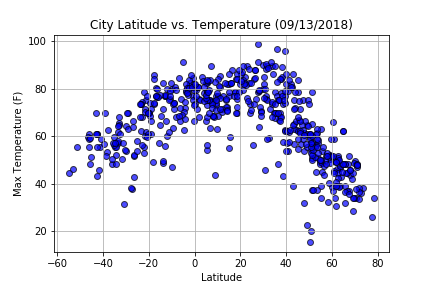 City Latitude vs. Temperature (09/13/2018)
100
80
60
40
20
Max Temperature (F)
−60 −40 −20 0 20 40 60 80
Latitude